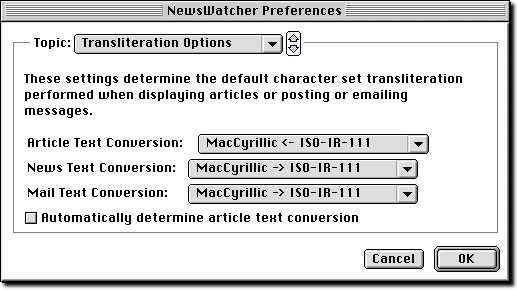 NewsWatcher Preferences
Topic: Transliteration Options
These settings determine the default character set transliteration
performed when displaying articles or posting or emailing
messages.
Article Text Conversion: MacCyrillic <- ISO-IR-111
News Text Conversion: MacCyrillic -> ISO-IR-111
Mail Text Conversion: MacCyrillic -> ISO-IR-111
Automatically determine article text conversion
Cancel OK